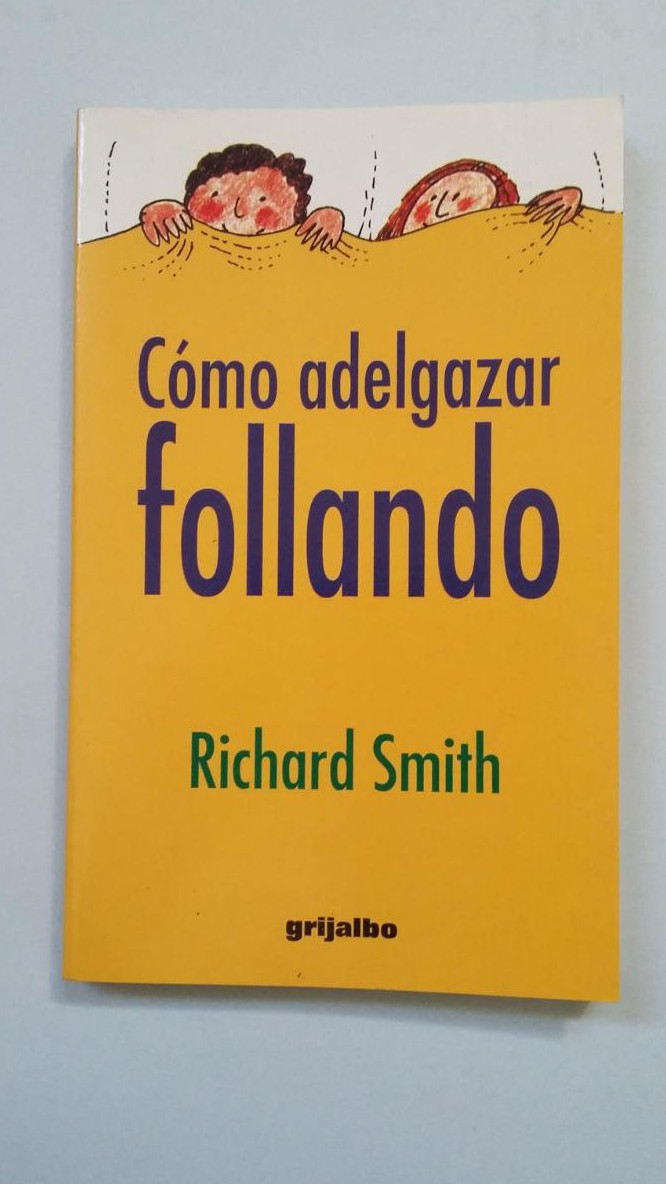 Cómo adelgazar
follando
Richard Smith
grijalbo